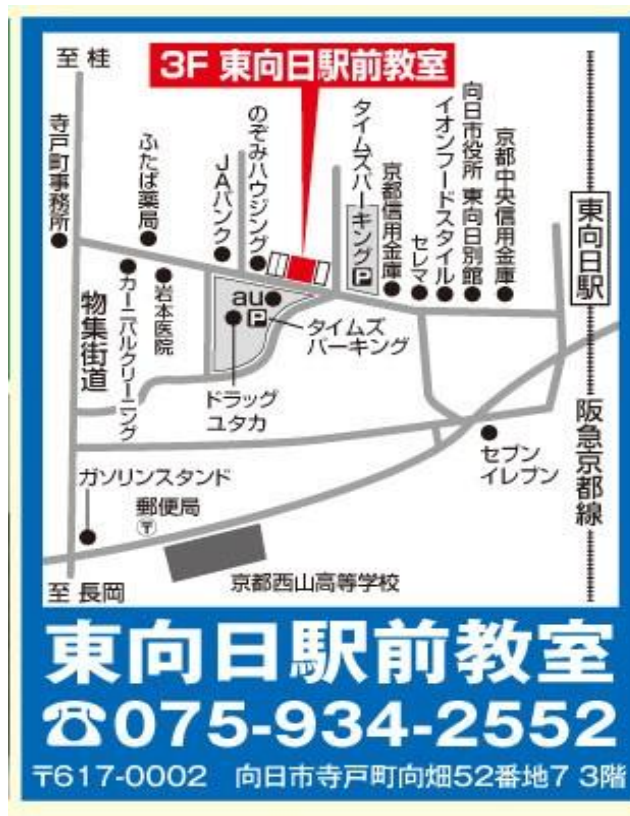 至 桂
3F 東向日駅前教室
寺戸町事務所
ふたば薬局
JAバンク
のぞみハウジング
タイムズパーキング
P
京都信用金庫
セレマ
イオンフードスタイル
向日市役所 東向日別館
京都中央信用金庫
東向日駅
物集街道
カーニバルクリーニング
岩本医院
au
P
タイムズ
パーキング
ドラッグ
ユタカ
セブン
イレブン
阪急京都線
ガソリンスタンド
郵便局
〒
京都西山高等学校
至 長岡
東向日駅前教室
☎075-934-2552
〒617-0002 向日市寺戸町向畑52番地7 3階